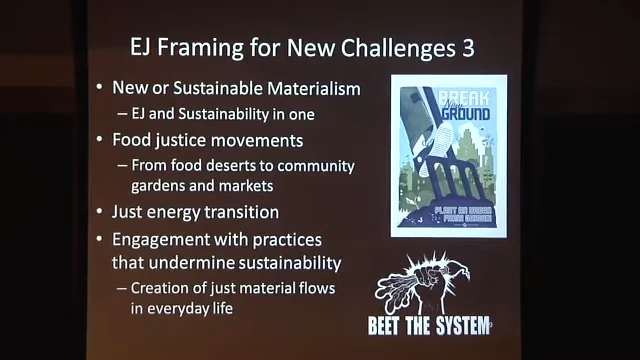 EJ Framing for New Challenges 3
• New or Sustainable Materialism
– EJ and Sustainability in one
• Food justice movements
– From food deserts to community
gardens and markets
• Just energy transition
• Engagement with practices
that undermine sustainability
– Creation of just material flows
in everyday life
BREAK
New
GROUND
PLANT AN URBAN
FARM GARDEN
BEET THE SYSTEM